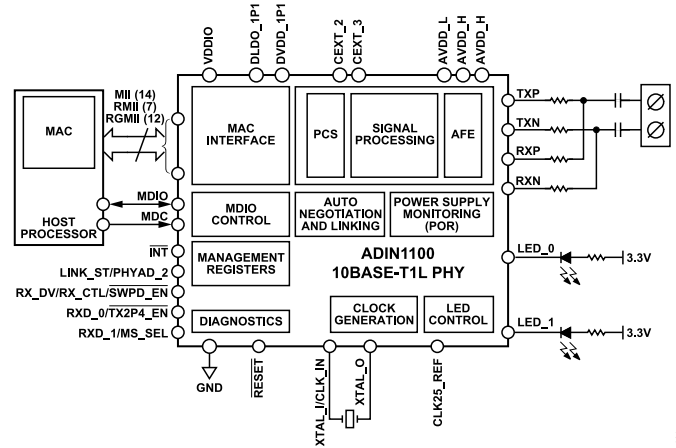 VDDIO
DLDO_1P1
DVDD_1P1
CEXT_2
CEXT_3
AVDD_L
AVDD_H
AVDD_H
MII (14)
RMII (7)
RGMII (12)
MAC
HOST
PROCESSOR
MDIO
MDC
INT
LINK_ST/PHYAD_2
RX_DV/RX_CTL/SWPD_EN
RXD_0/TX2P4_EN
RXD_1/MS_SEL
MAC
INTERFACE
PCS
SIGNAL
PROCESSING
AFE
MDIO
CONTROL
AUTO
NEGOTIATION
AND LINKING
POWER SUPPLY
MONITORING
(POR)
MANAGEMENT
REGISTERS
ADIN1100
10BASE-T1L PHY
DIAGNOSTICS
CLOCK
GENERATION
LED
CONTROL
TXP
TXN
RXP
RXN
LED_0
3.3V
LED_1
3.3V
GND
RESET
XTAL_I/CLK_IN
XTAL_O
CLK25_REF